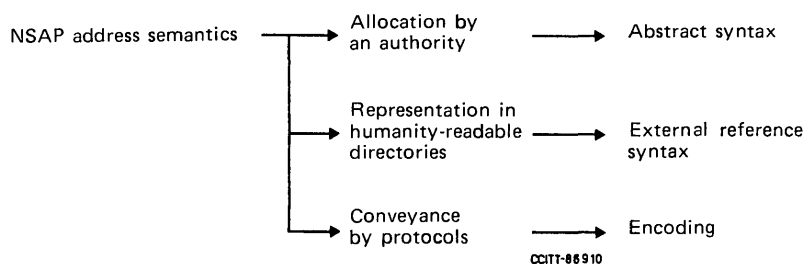 NSAP address semantics
Allocation by
an authority
Abstract syntax
Representation in
humanity-readable
directories
External reference
syntax
Conveyance
by protocols
Encoding
CCITT-86910